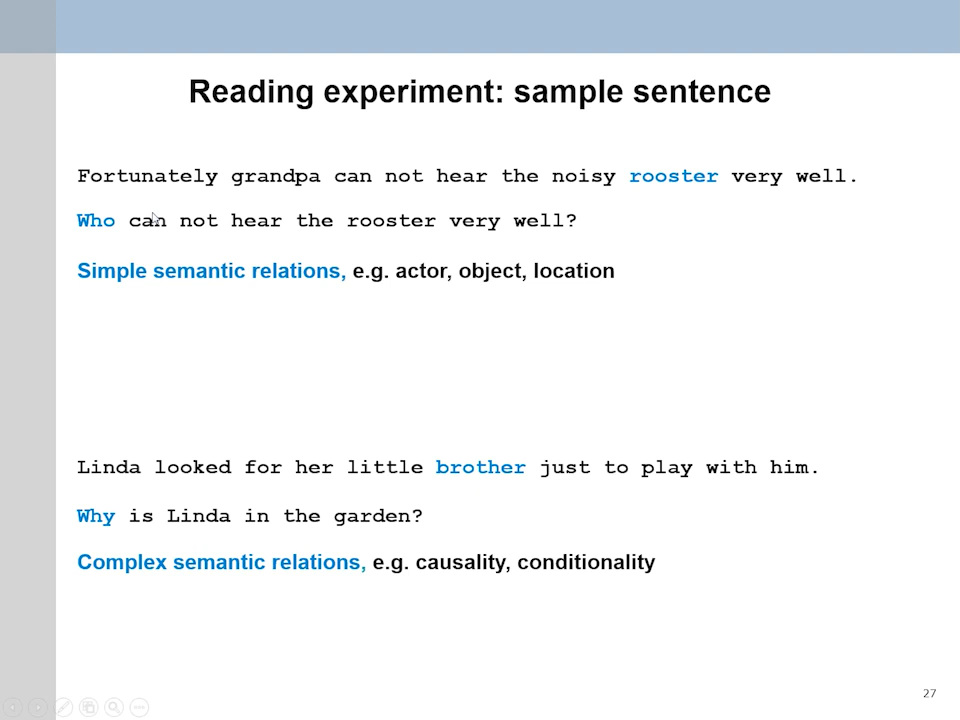 Reading experiment: sample sentence
Fortunately grandpa can not hear the noisy rooster very well.
Who can not hear the rooster very well?
Simple semantic relations, e.g. actor, object, location
Linda looked for her little brother just to play with him.
Why is Linda in the garden?
Complex semantic relations, e.g. causality, conditionality
27